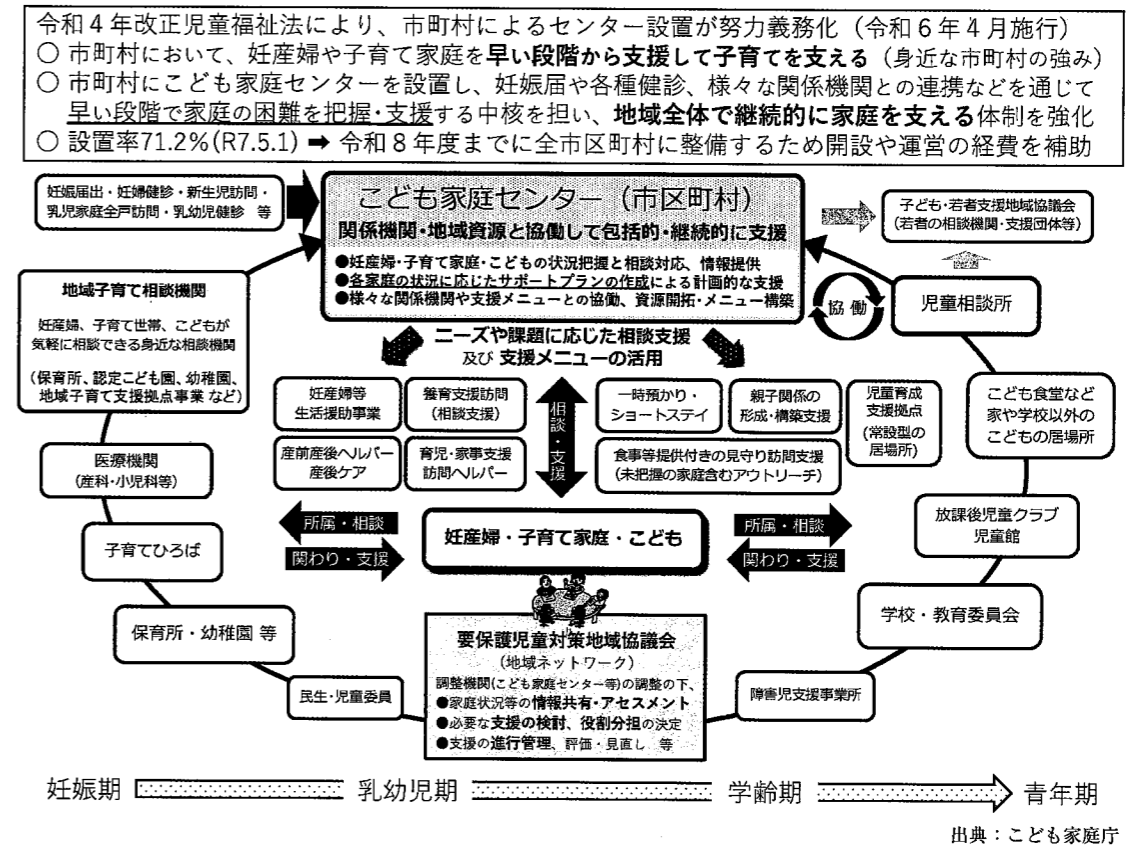 令和４年改正児童福祉法により、市町村によるセンター設置が努力義務化（令和６年４月施行）
○ 市町村において、妊産婦や子育て家庭を早い段階から支援して子育てを支える（身近な市町村の強み）
○ 市町村にこども家庭センターを設置し、妊娠届や各種健診、様々な関係機関との連携などを通じて
早い段階で家庭の困難を把握・支援する中核を担い、地域全体で継続的に家庭を支える体制を強化
○ 設置率71.2%(R7.5.1) ➡ 令和８年度までに全市区町村に整備するため開設や運営の経費を補助
妊娠届出・妊婦健診・新生児訪問・
乳児家庭全戸訪問・乳幼児健診 等
こども家庭センター（市区町村）
関係機関・地域資源と協働して包括的・継続的に支援
●妊産婦・子育て家庭・こどもの状況把握と相談対応、情報提供
●各家庭の状況に応じたサポートプランの作成による計画的な支援
●様々な関係機関や支援メニューとの協働、資源開拓・メニュー構築
子ども・若者支援地域協議会
（若者の相談機関・支援団体等）
地域子育て相談機関
妊産婦、子育て世帯、こどもが
気軽に相談できる身近な相談機関
（保育所、認定こども園、幼稚園、
地域子育て支援拠点事業 など）
協働
児童相談所
ニーズや課題に応じた相談支援
及び 支援メニューの活用
妊産婦等
生活援助事業
養育支援訪問
（相談支援）
産前産後ヘルパー
産後ケア
育児・家事支援
訪問ヘルパー
相談・支援
一時預かり・
ショートステイ
親子関係の
形成・構築支援
児童育成
支援拠点
（常設型の
居場所）
食事等提供付きの見守り訪問支援
（未把握の家庭含むアウトリーチ）
こども食堂など
家や学校以外の
こどもの居場所
医療機関
（産科・小児科等）
所属・相談
関わり・支援
妊産婦・子育て家庭・こども
所属・相談
関わり・支援
放課後児童クラブ
児童館
子育てひろば
学校・教育委員会
保育所・幼稚園 等
要保護児童対策地域協議会
（地域ネットワーク）
調整機関(こども家庭センター等)の調整の下、
●家庭状況等の情報共有・アセスメント
●必要な支援の検討、役割分担の決定
●支援の進行管理、評価・見直し 等
民生・児童委員
障害児支援事業所
妊娠期
乳幼児期
学齢期
青年期
出典：こども家庭庁